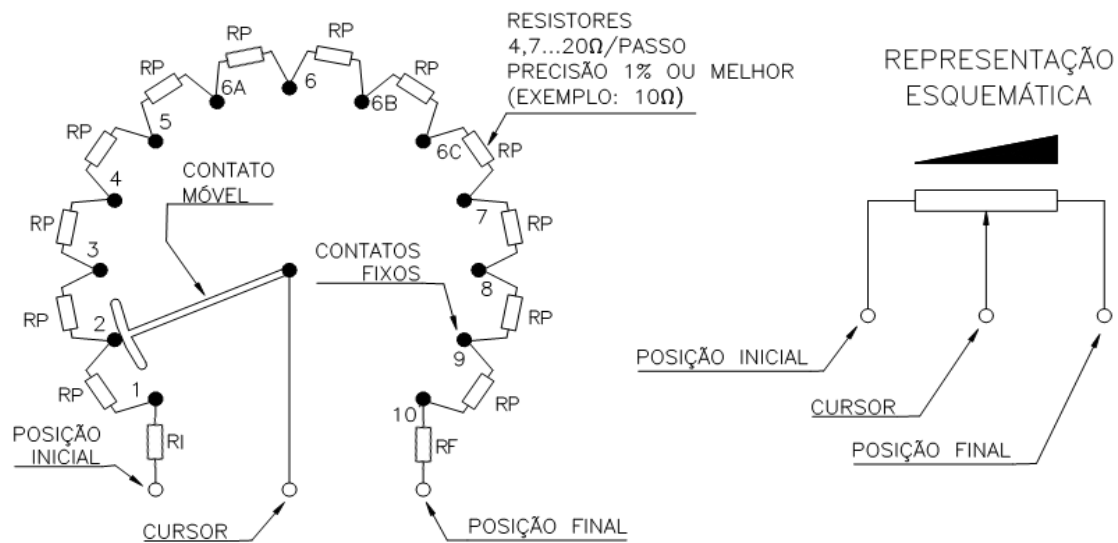 RESISTORES
4,7...20Ω/PASSO
PRECISÃO 1% OU MELHOR
(EXEMPLO: 10Ω)
REPRESENTAÇÃO
ESQUEMÁTICA
RP
RP
RP
RP
RP
RP
RP
RP
RP
RP
RP
RP
1
2
3
4
5
6A
6
6B
6C
7
8
9
10
CONTATO
MÓVEL
CONTATOS
FIXOS
RI
RF
POSIÇÃO
INICIAL
CURSOR
POSIÇÃO FINAL
POSIÇÃO INICIAL
CURSOR
POSIÇÃO FINAL